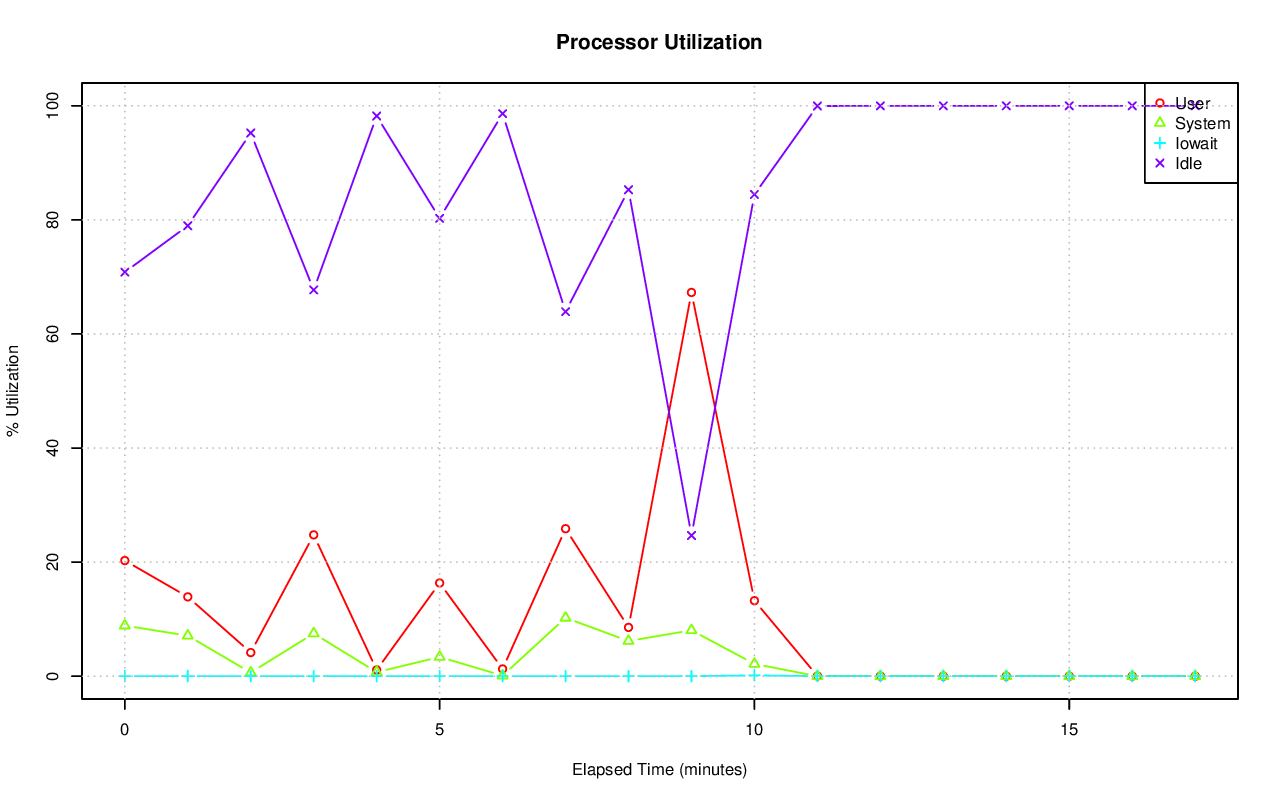 Processor Utilization
% Utilization
100
80
60
40
20
0
User
System
Iowait
Idle
0 5 10 15
Elapsed Time (minutes)